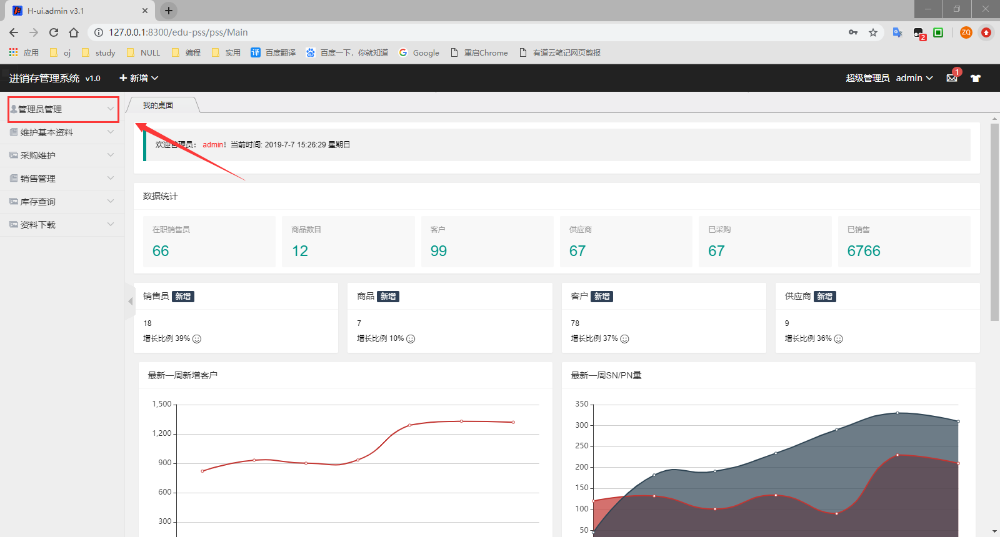 H-ui.admin v3.1
127.0.0.1:8300/edu-pss/pss/Main
ZQ
2
应用 oj study NULL 编程 实用 译 百度翻译 百度一下，你就知道 Google 重启Chrome 有道云笔记网页剪报
进销存管理系统 v1.0 新增 超级管理员 admin 1
管理员管理
维护基本资料
采购维护
销售管理
库存查询
资料下载
我的桌面
欢迎管理员： admin！当前时间: 2019-7-7 15:26:29 星期日
数据统计
在职销售员 商品数目 客户 供应商 已采购 已销售
66 12 99 67 67 6766
销售员 新增
18
增长比例 39%
商品 新增
7
增长比例 10%
客户 新增
78
增长比例 37%
供应商 新增
9
增长比例 36%
最新一周新增客户
1,500
1,200
900
600
300
最新一周SN/PN量
350
300
250
200
150
100
50